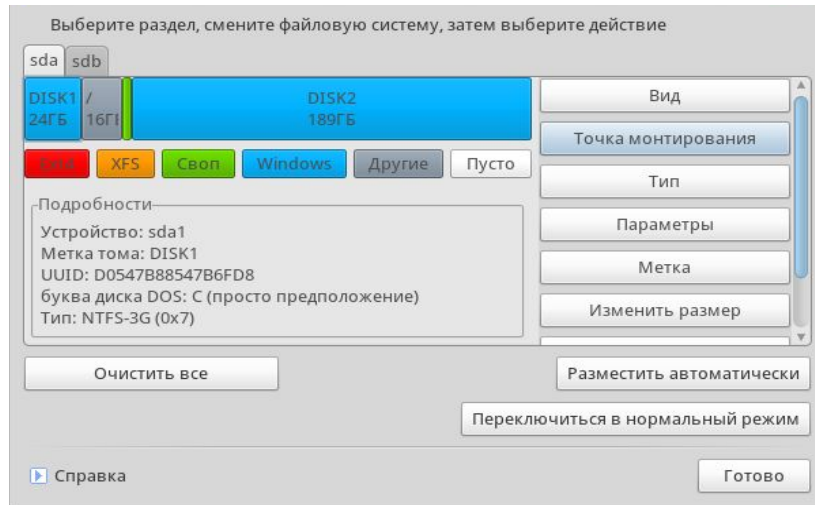 Выберите раздел, смените файловую систему, затем выберите действие
sda sdb
DISK1 / DISK2
24ГБ 16ГБ 189ГБ
Ext4 XFS Своп Windows Другие Пусто
Подробности
Устройство: sda1
Метка тома: DISK1
UUID: D0547B88547B6FD8
буква диска DOS: C (просто предположение)
Тип: NTFS-3G (0x7)
Вид
Точка монтирования
Тип
Параметры
Метка
Изменить размер
Очистить все
Разместить автоматически
Переключиться в нормальный режим
Справка
Готово